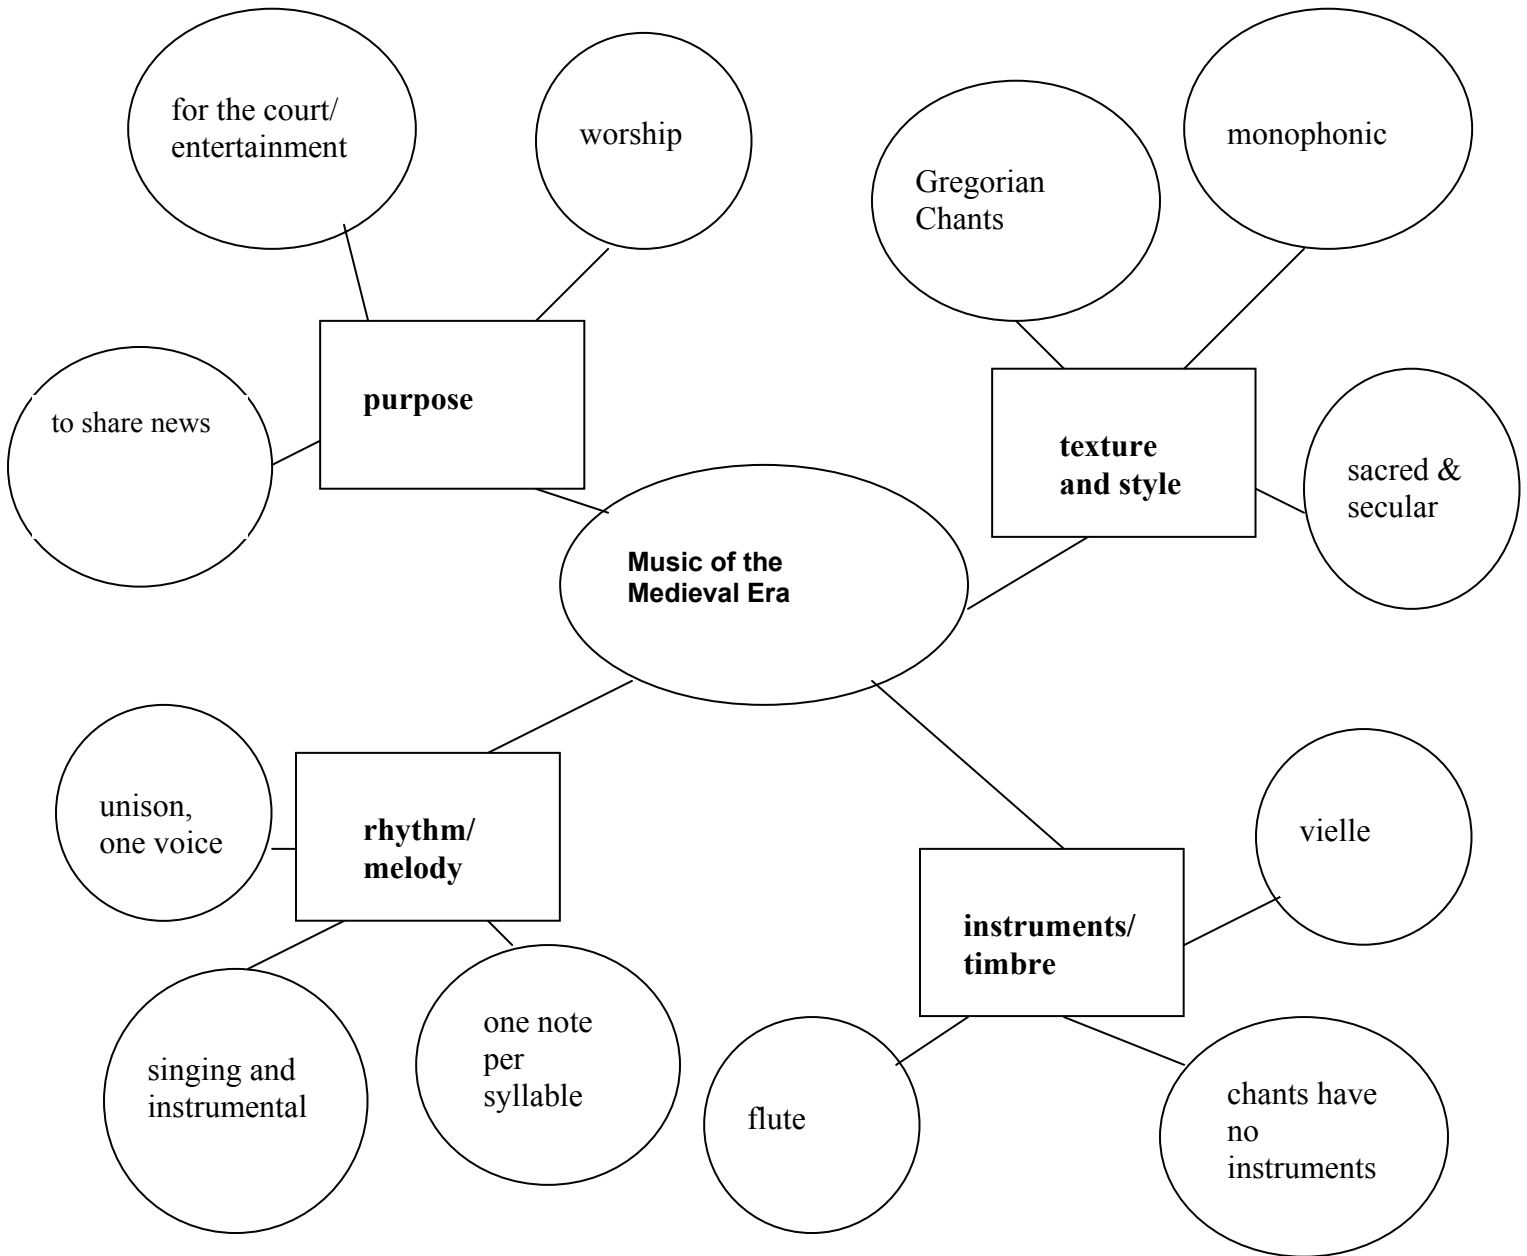 for the court/
entertainment
worship
Gregorian
Chants
monophonic
to share news
purpose
texture
and style
sacred &
secular
Music of the
Medieval Era
unison,
one voice
rhythm/
melody
vielle
instruments/
timbre
singing and
instrumental
one note
per
syllable
flute
chants have
no
instruments